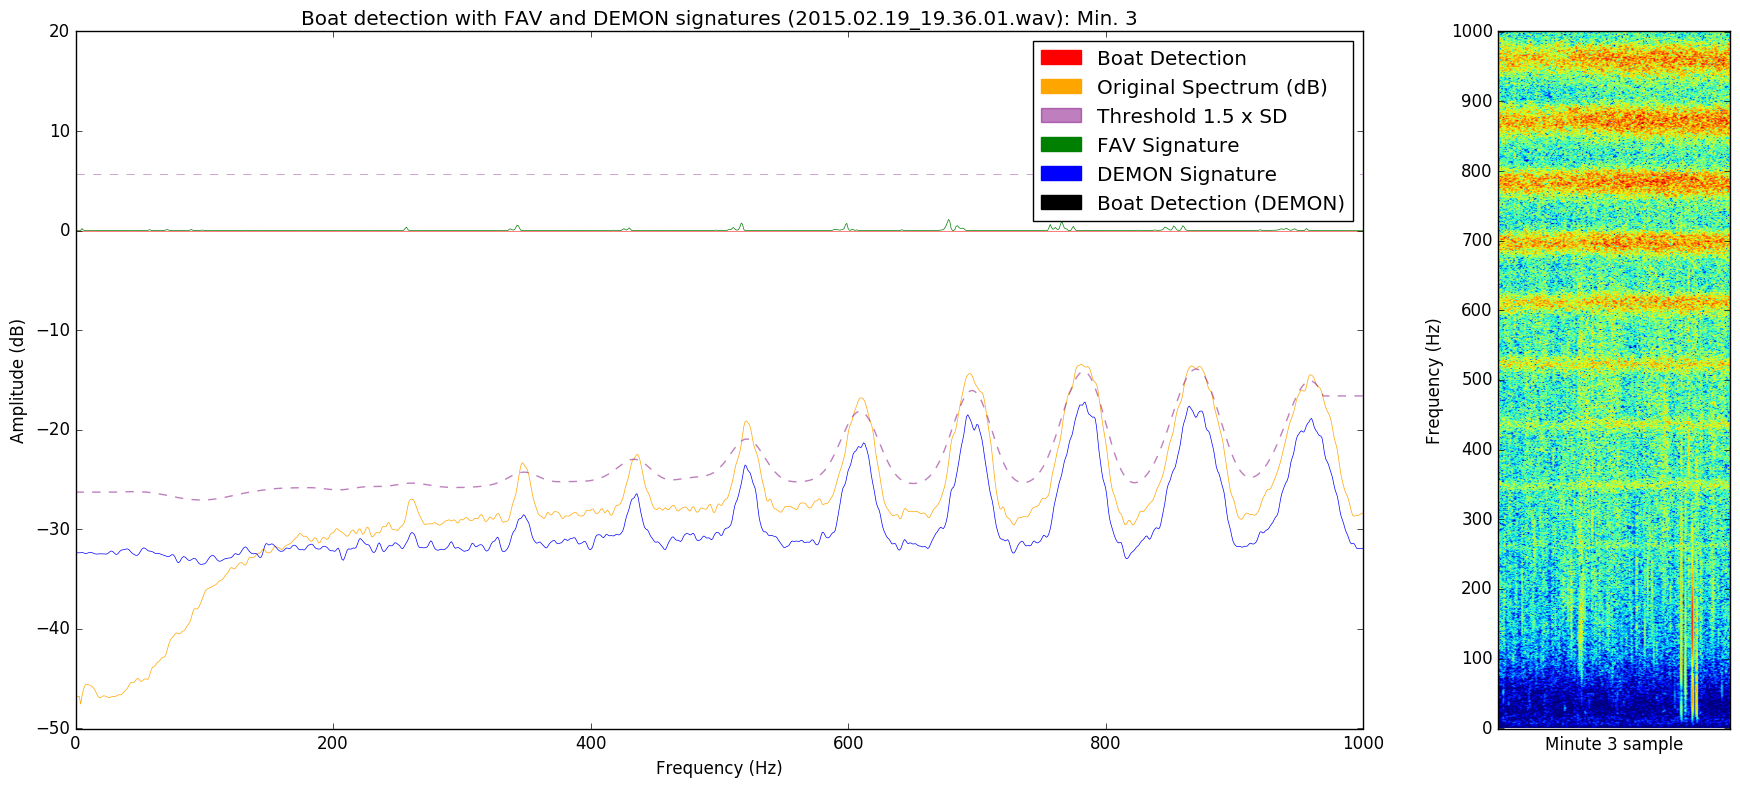 Boat detection with FAV and DEMON signatures (2015.02.19_19.36.01.wav): Min. 3
Amplitude (dB)
20
10
0
−10
−20
−30
−40
−50
0
200
400
600
800
1000
Frequency (Hz)
Boat Detection
Original Spectrum (dB)
Threshold 1.5 x SD
FAV Signature
DEMON Signature
Boat Detection (DEMON)
Frequency (Hz)
1000
900
800
700
600
500
400
300
200
100
0
Minute 3 sample